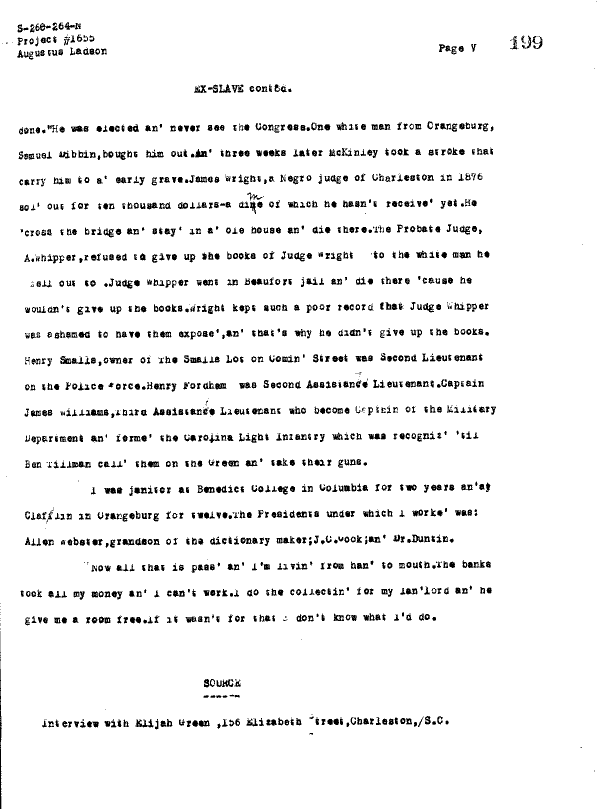 S-260-264-N
Project #1655
Augustus Ladson
Page V 199
EX-SLAVE contčd.
done."He was elected an' never see the Congress.One white man from Orangeburg,
Samuel Dibbin,bought him out.An' three weeks later McKinley took a stroke that
carry him to a' early grave.James Wright,a Negro judge of Charleston in 1876
sol' out for ten thousand dollars-a dime of which he hasn't receive' yet.He
'cross the bridge an' stay' in a' ole house an' die there.The Probate Judge,
A.Whipper,refused to give up the books of Judge Wright to the white man he
sell out to .Judge Whipper went in Beaufort jail an' die there 'cause he
wouldn't give up the books.Wright kept such a poor record that Judge Whipper
was ashamed to have them expose',an' that's why he didn't give up the books.
Henry Smalls,owner of The Smalls Lot on Comin' Street was Second Lieutenant
on the Police Force.Henry Fordham was Second Assistance Lieutenant.Captain
James Williams,Third Assistance Lieutenant who become Captain of the Military
Department an' forme' the Carolina Light Infantry which was recogniz' 'til
Ben Tillman call' them on the Green an' take their guns.
I was janitor at Benedict College in Columbia for two years an'at
Clafflin in Orangeburg for twelve.The Presidents under which I worke' was:
Allen Webster,grandson of the dictionary maker;J.C.Cook;an' Dr.Duntin.
"Now all that is pass' an' I'm livin' from han' to mouth.The banks
took all my money an' I can't work.I do the collectin' for my lan'lord an' he
give me a room free.If it wasn't for that I don't know what I'd do.
SOURCE
------
Interview with Elijah Green ,156 Elizabeth Street,Charleston,/S.C.